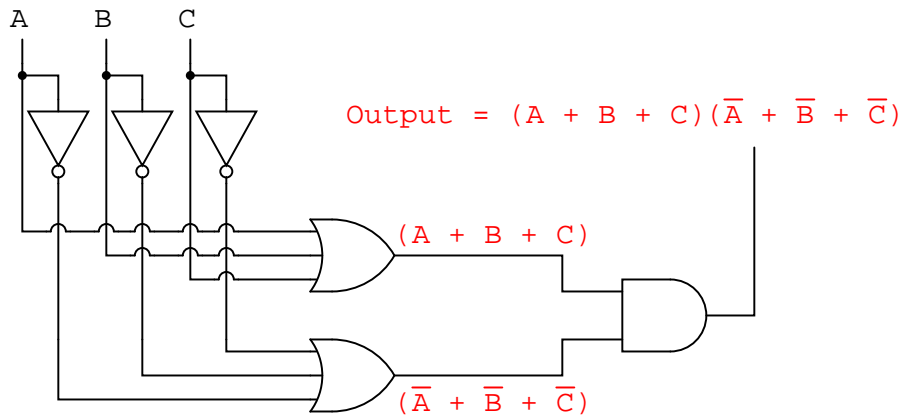 A B C
Output = (A + B + C)(A̅ + B̅ + C̅)
(A + B + C)
(A̅ + B̅ + C̅)